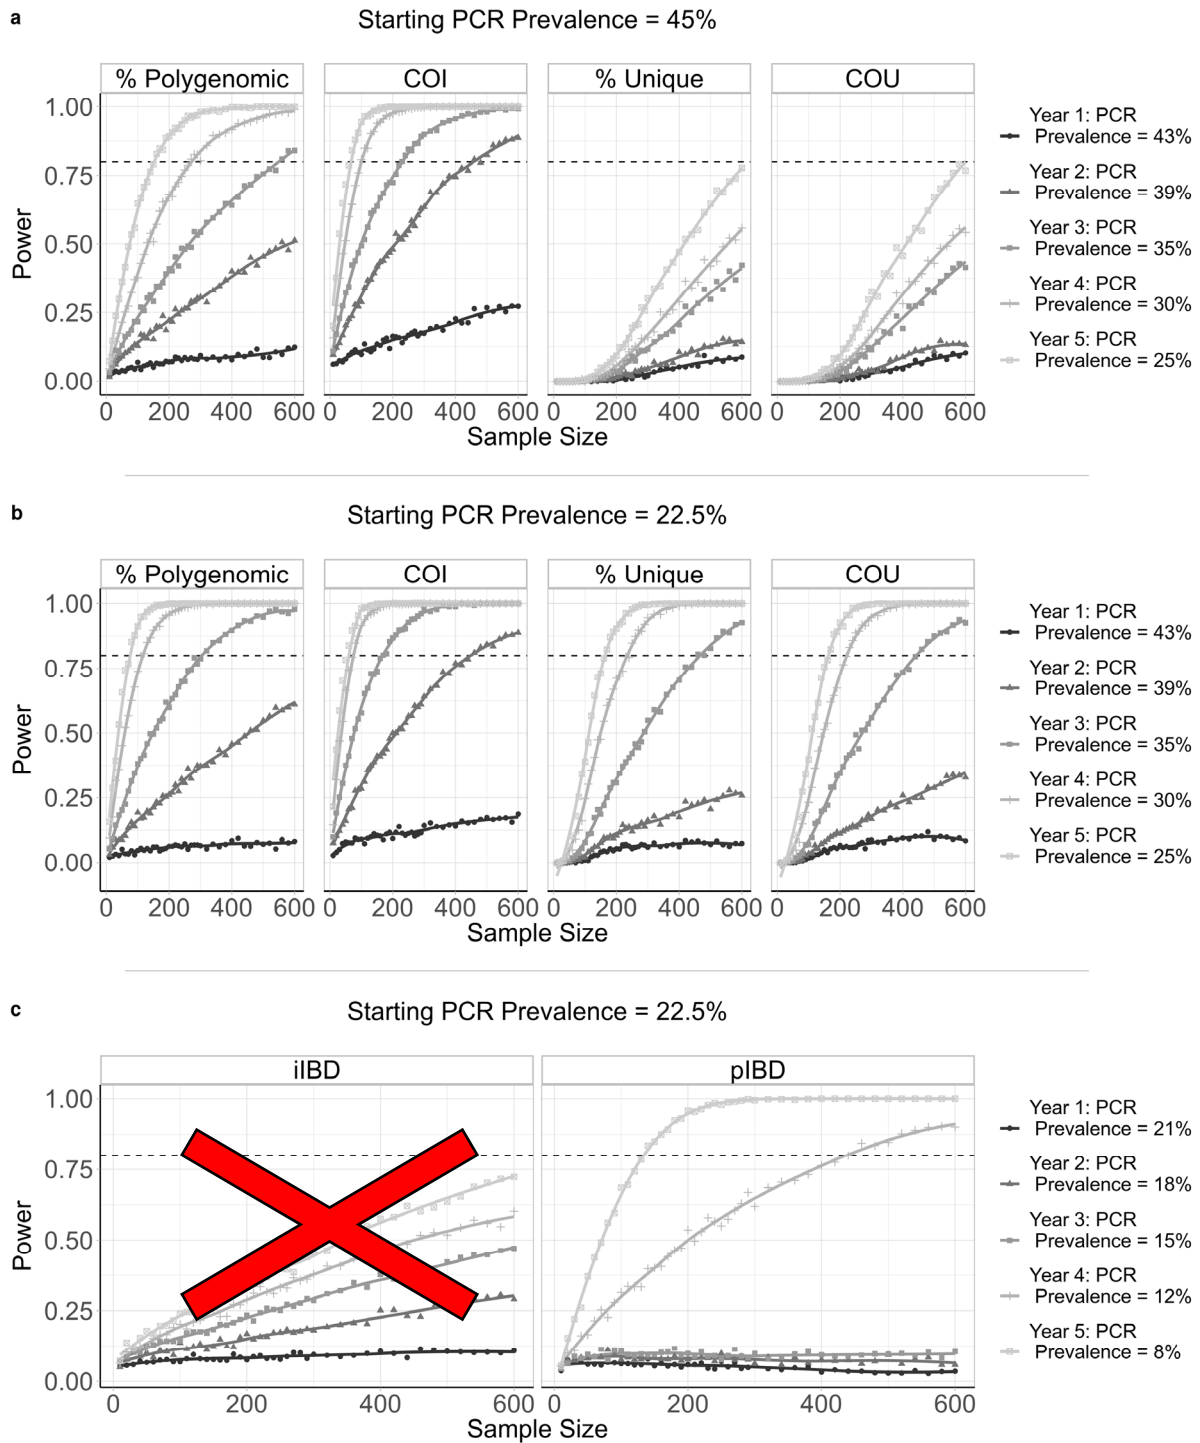 a
Starting PCR Prevalence = 45%
% Polygenomic COI % Unique COU
Power
1.00
0.75
0.50
0.25
0.00
0 200 400 600 0 200 400 600 0 200 400 600 0 200 400 600
Sample Size
Year 1: PCR
Prevalence = 43%
Year 2: PCR
Prevalence = 39%
Year 3: PCR
Prevalence = 35%
Year 4: PCR
Prevalence = 30%
Year 5: PCR
Prevalence = 25%
b
Starting PCR Prevalence = 22.5%
% Polygenomic COI % Unique COU
Power
1.00
0.75
0.50
0.25
0.00
0 200 400 600 0 200 400 600 0 200 400 600 0 200 400 600
Sample Size
Year 1: PCR
Prevalence = 43%
Year 2: PCR
Prevalence = 39%
Year 3: PCR
Prevalence = 35%
Year 4: PCR
Prevalence = 30%
Year 5: PCR
Prevalence = 25%
c
Starting PCR Prevalence = 22.5%
iIBD pIBD
Power
1.00
0.75
0.50
0.25
0.00
0 200 400 600 0 200 400 600
Sample Size
Year 1: PCR
Prevalence = 21%
Year 2: PCR
Prevalence = 18%
Year 3: PCR
Prevalence = 15%
Year 4: PCR
Prevalence = 12%
Year 5: PCR
Prevalence = 8%